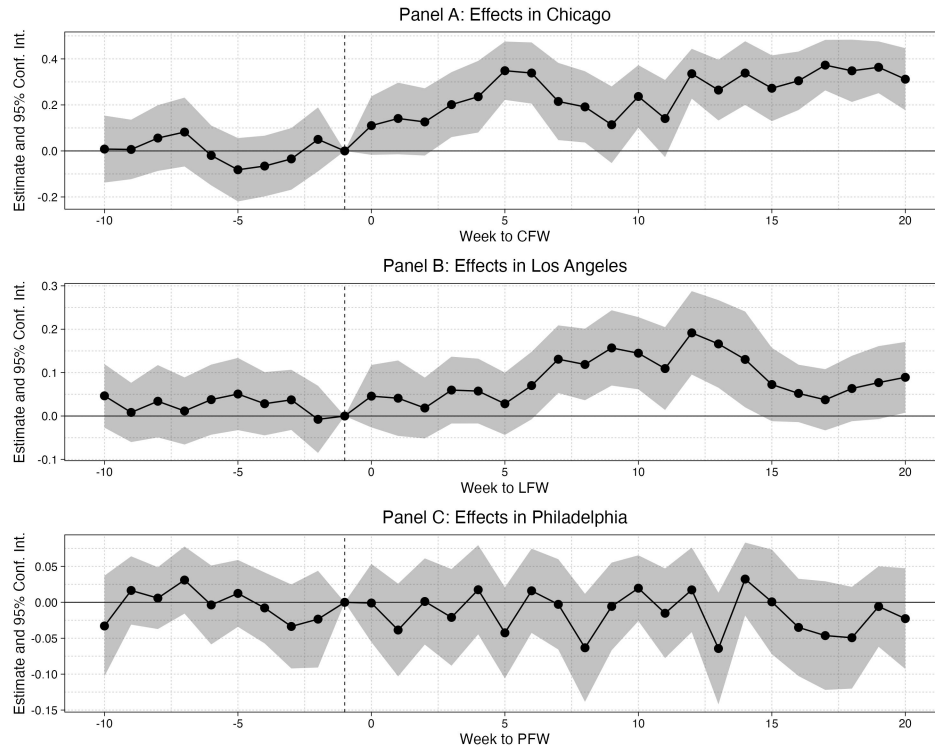 Panel A: Effects in Chicago
Estimate and 95% Conf. Int.
0.4
0.2
0.0
-0.2
-10 -5 0 5 10 15 20
Week to CFW
Panel B: Effects in Los Angeles
Estimate and 95% Conf. Int.
0.3
0.2
0.1
0.0
-0.1
-10 -5 0 5 10 15 20
Week to LFW
Panel C: Effects in Philadelphia
Estimate and 95% Conf. Int.
0.05
0.00
-0.05
-0.10
-0.15
-10 -5 0 5 10 15 20
Week to PFW